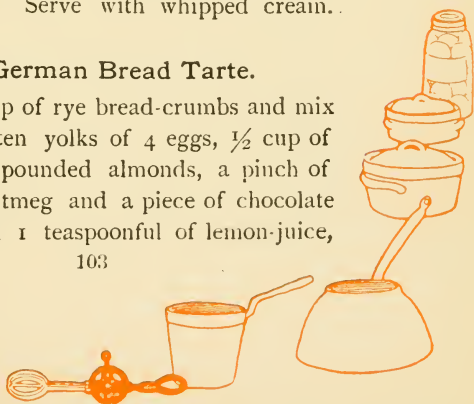 Serve with whipped cream.
German Bread Tarte.
p of rye bread-crumbs and mix
ten yolks of 4 eggs, ½ cup of
pounded almonds, a pinch of
tmeg and a piece of chocolate
1 teaspoonful of lemon-juice,
103